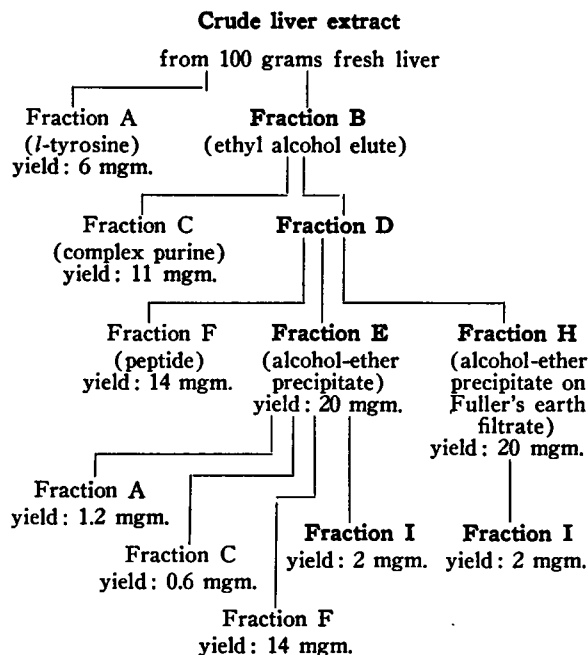 Crude liver extract
from 100 grams fresh liver
Fraction A
(l-tyrosine)
yield: 6 mgm.
Fraction B
(ethyl alcohol elute)
Fraction C
(complex purine)
yield: 11 mgm.
Fraction D
Fraction F
(peptide)
yield: 14 mgm.
Fraction E
(alcohol-ether
precipitate)
yield: 20 mgm.
Fraction H
(alcohol-ether
precipitate on
Fuller's earth
filtrate)
yield: 20 mgm.
Fraction A
yield: 1.2 mgm.
Fraction C
yield: 0.6 mgm.
Fraction F
yield: 14 mgm.
Fraction I
yield: 2 mgm.
Fraction I
yield: 2 mgm.